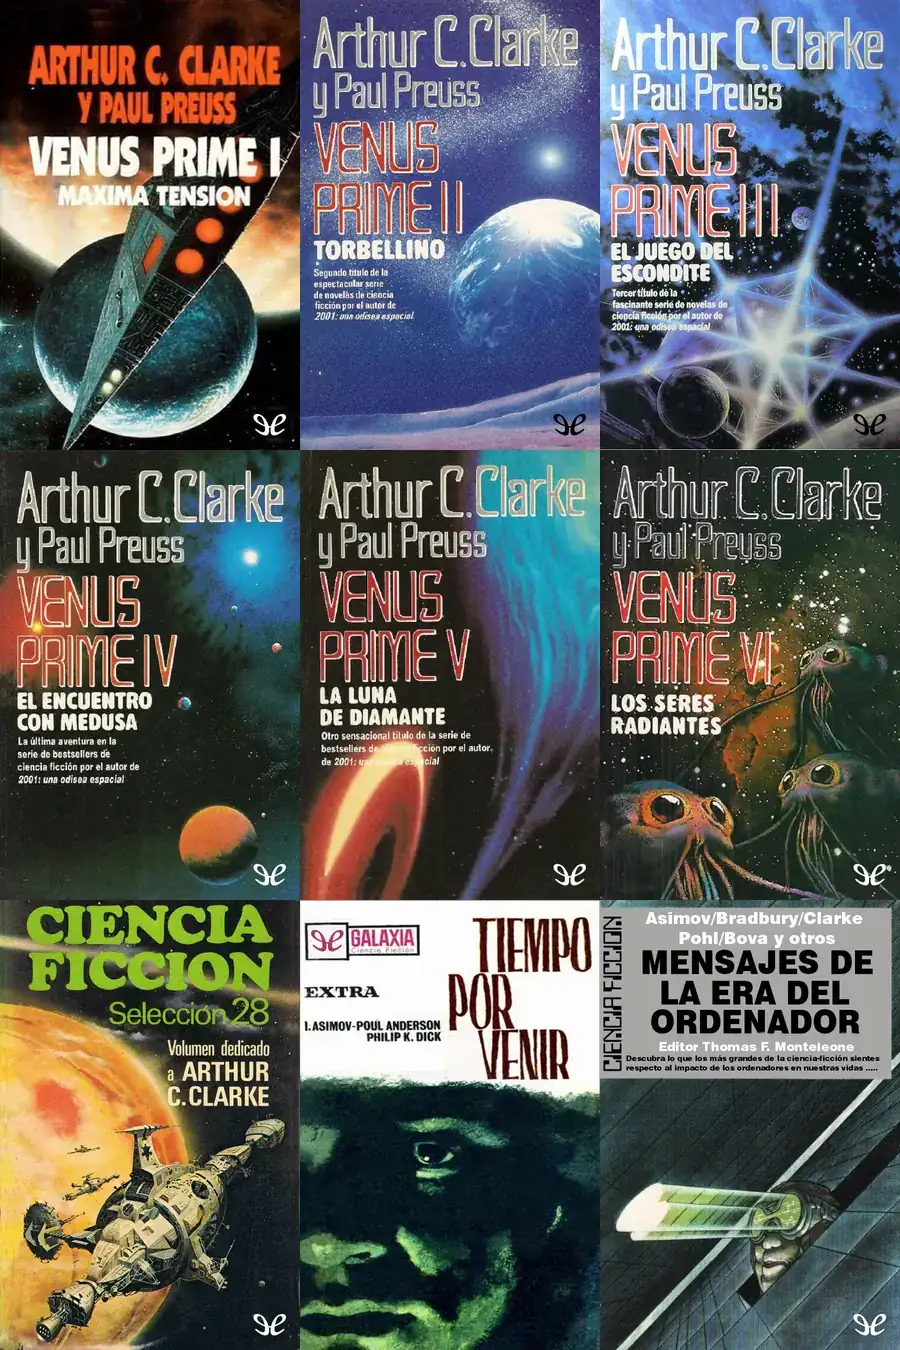 ARTHUR C. CLARKE
Y PAUL PREUSS
VENUS PRIME I
MAXIMA TENSION
Arthur C. Clarke
y Paul Preuss
VENUS
PRIME II
TORBELLINO
Segundo título de la
espectacular serie
de novelas de ciencia
ficción por el autor de
2001: una odisea espacial.
Arthur C. Clarke
y Paul Preuss
VENUS
PRIME III
EL JUEGO DEL
ESCONDITE
Tercer título de la
fascinante serie de novelas de
ciencia ficción por el autor de
2001: una odisea espacial
Arthur C. Clarke
y Paul Preuss
VENUS
PRIME IV
EL ENCUENTRO
CON MEDUSA
La última aventura en la
serie de bestsellers de
ciencia ficción por el autor de
2001: una odisea espacial
Arthur C. Clarke
y Paul Preuss
VENUS
PRIME V
LA LUNA
DE DIAMANTE
Otro sensacional título de la serie de
bestsellers de ciencia ficción por el autor
de 2001: una odisea espacial
Arthur C. Clarke
y Paul Preuss
VENUS
PRIME VI
LOS SERES
RADIANTES
CIENCIA
FICCION
Selección 28
Volumen dedicado
a ARTHUR
C. CLARKE
GALAXIA
Ciencia Ficción
EXTRA
TIEMPO
POR
VENIR
I. ASIMOV-POUL ANDERSON
PHILIP K. DICK
CIENCIA FICCION
Asimov/Bradbury/Clarke
Pohl/Bova y otros
MENSAJES DE
LA ERA DEL
ORDENADOR
Editor Thomas F. Monteleone
Descubra lo que los más grandes de la ciencia-ficción sientes
respecto al impacto de los ordenadores en nuestras vidas .....